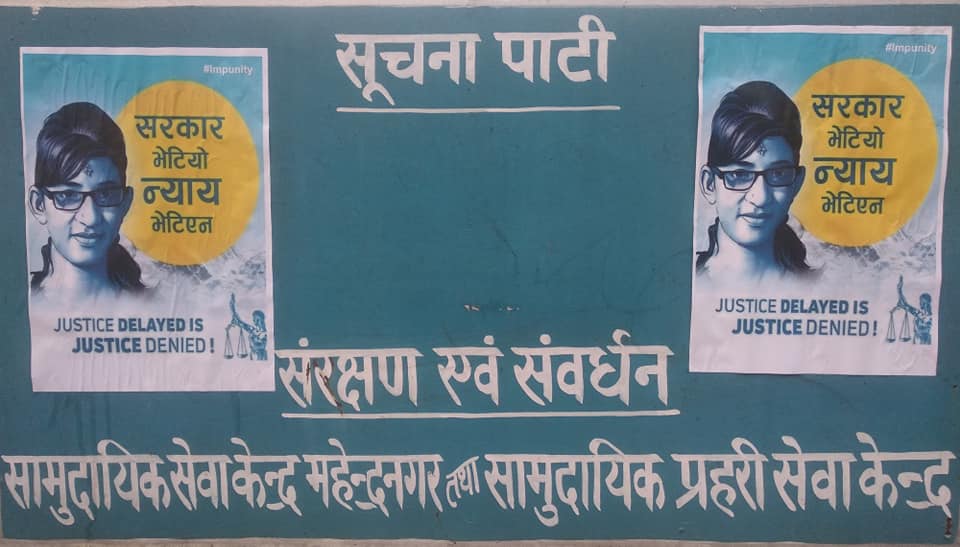 सूचना पाटी
#Impunity
सरकार
भेटियो
न्याय
भेटिएन
JUSTICE DELAYED IS
JUSTICE DENIED !
#Impunity
सरकार
भेटियो
न्याय
भेटिएन
JUSTICE DELAYED IS
JUSTICE DENIED !
संरक्षण एवं संवर्धन
सामुदायिक सेवा केन्द्र महेन्द्रनगर तथा सामुदायिक प्रहरी सेवा केन्द्र